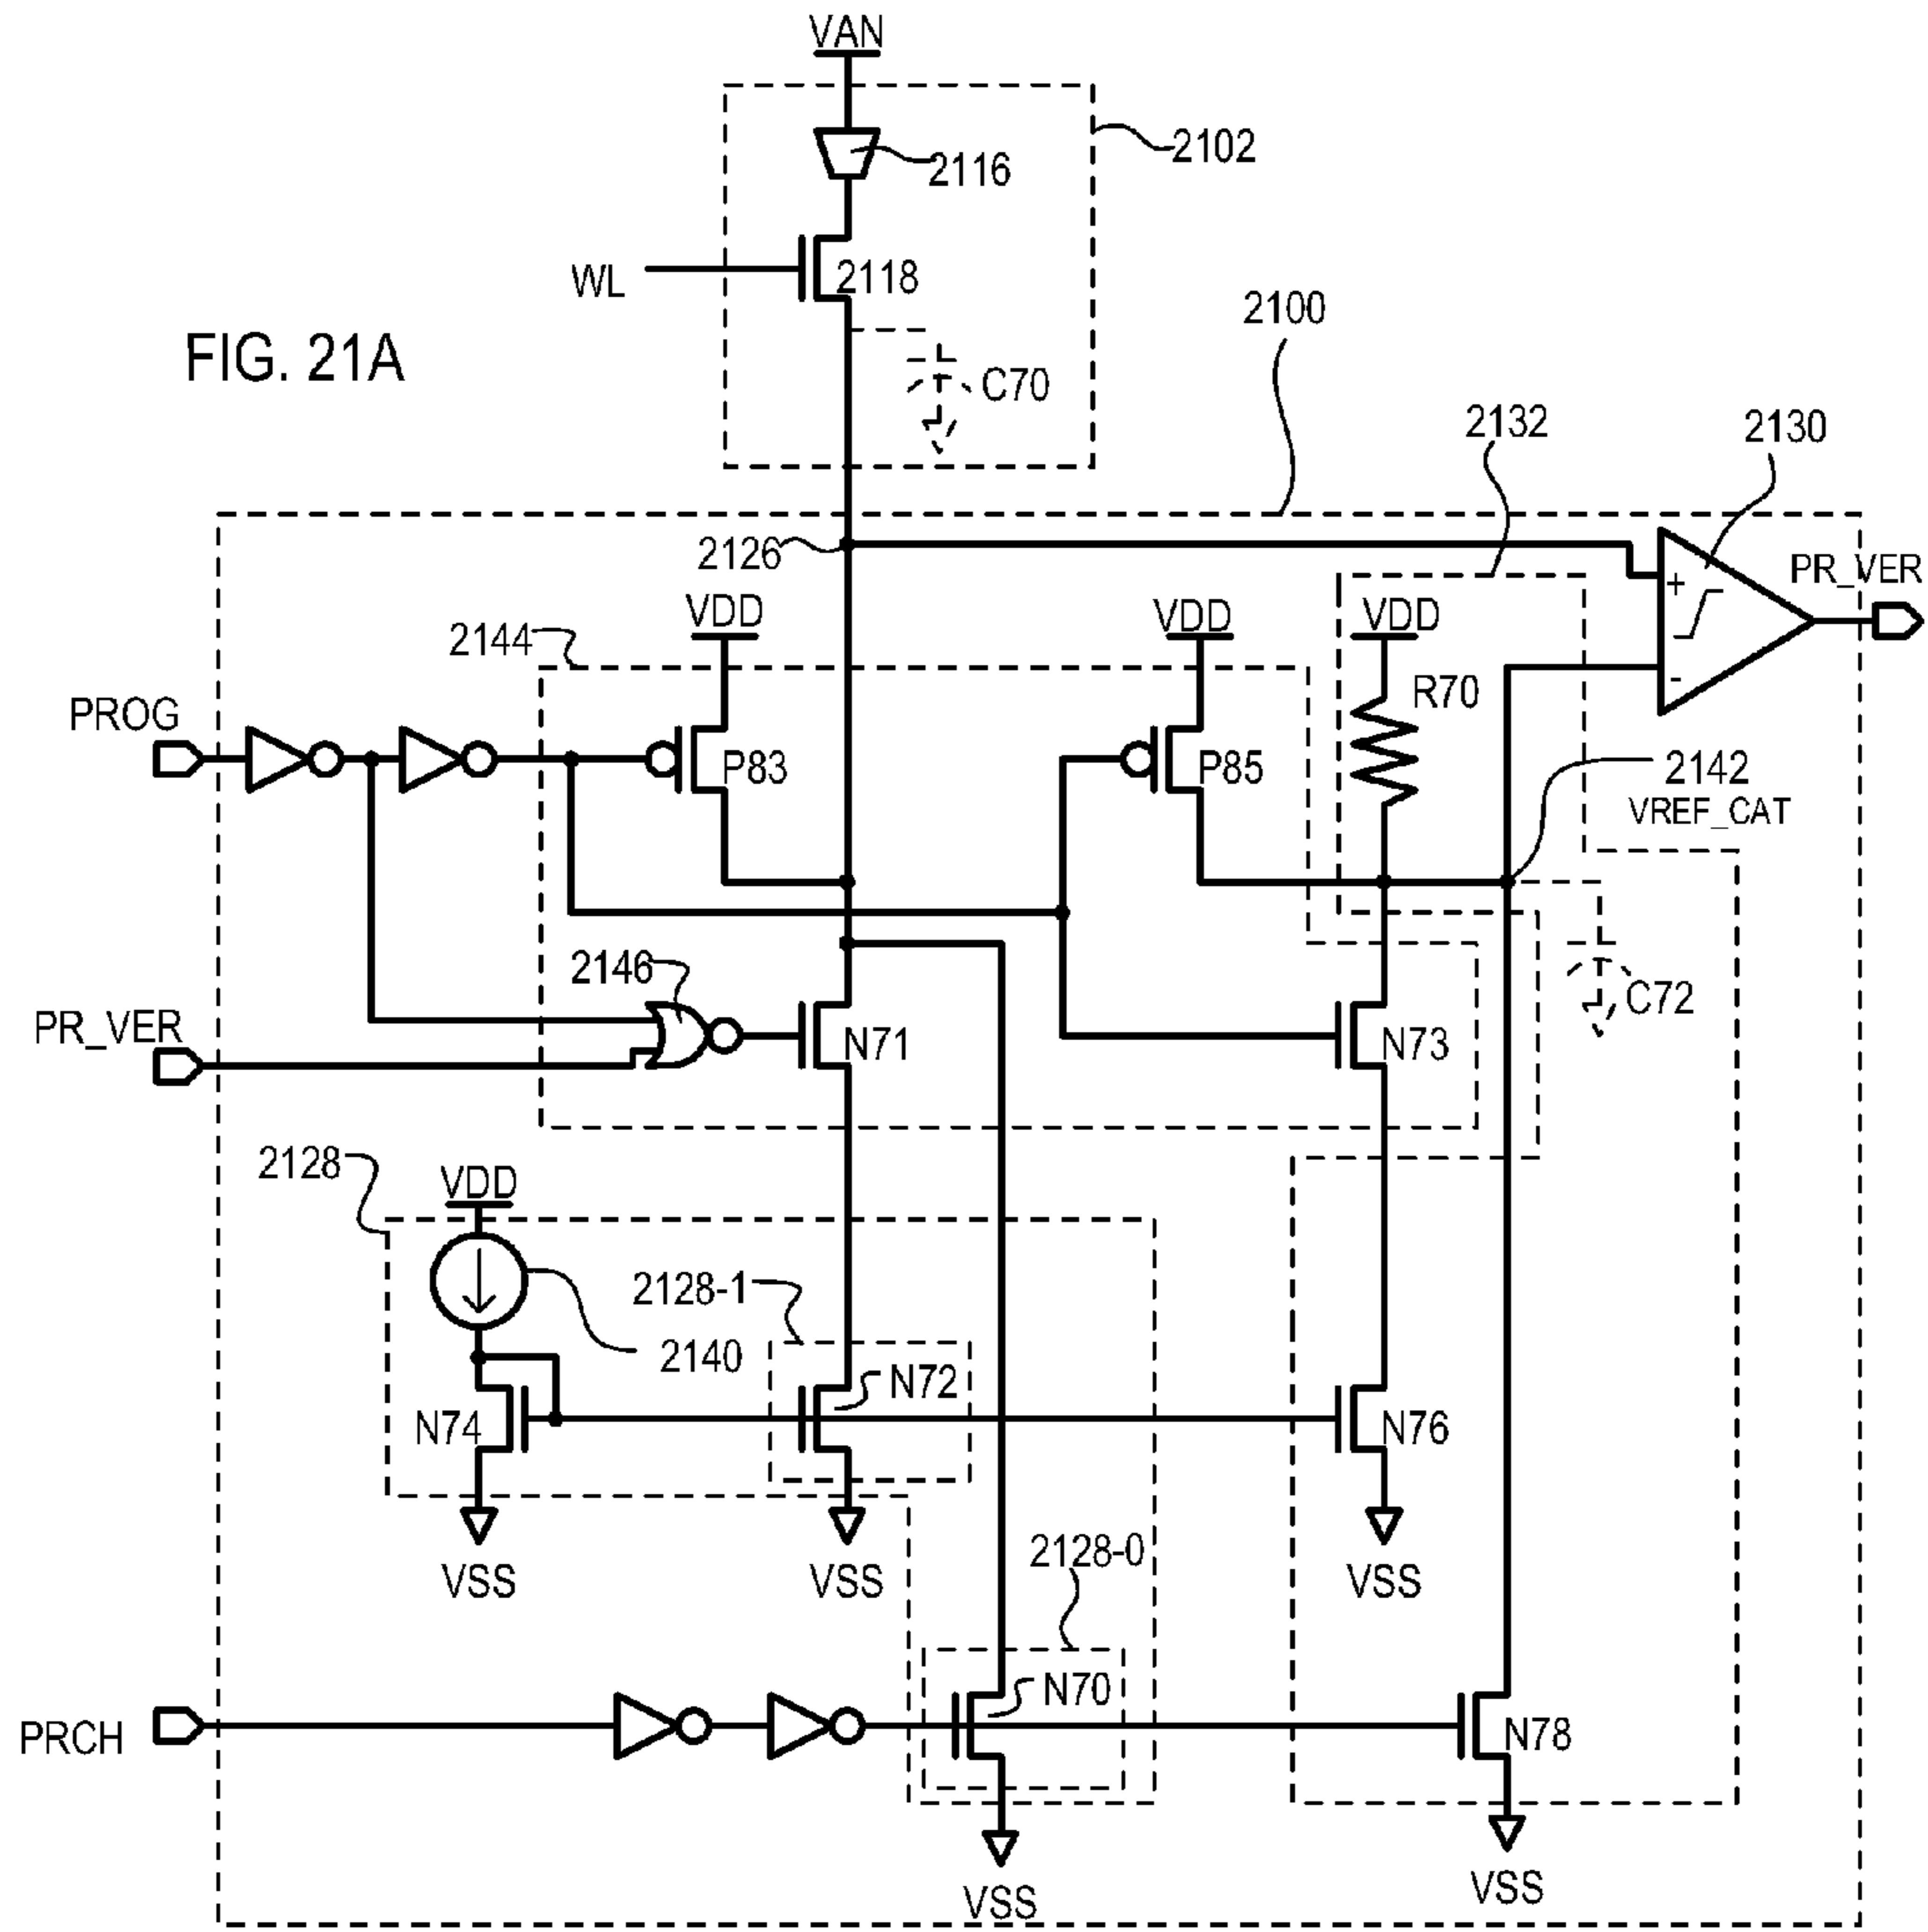 VAN
2102
2116
WL
2118
2100
FIG. 21A
C70
2132
2130
2126
PR_VER
+
VDD
VDD
VDD
2144
-
R70
PROG
P83
P85
2142
VREF_CAT
2146
C72
PR_VER
N71
N73
2128
VDD
2128-1
2140
N72
N74
N76
2128-0
VSS
VSS
VSS
N70
PRCH
N78
VSS
VSS